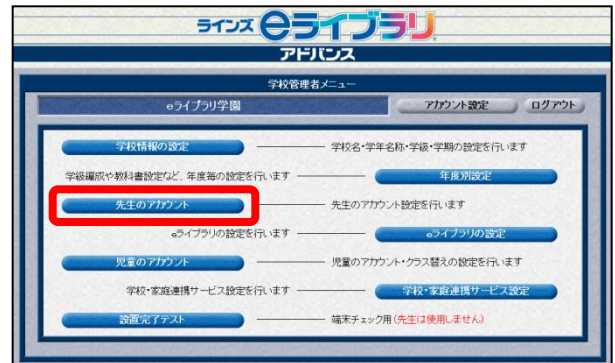 ラインズ eライブラリ
アドバンス
学校管理者メニュー
eライブラリ学園 アカウント設定 ログアウト
学校情報の設定 学校名・学年名称・学級・学期の設定を行います
学級編成や教科書設定など、年度毎の設定を行います 年度別設定
先生のアカウント 先生のアカウント設定を行います
eライブラリの設定を行います eライブラリの設定
児童のアカウント 児童のアカウント・クラス替えの設定を行います
学校・家庭連携サービス設定を行います 学校・家庭連携サービス設定
設置完了テスト 端末チェック用(先生は使用しません)